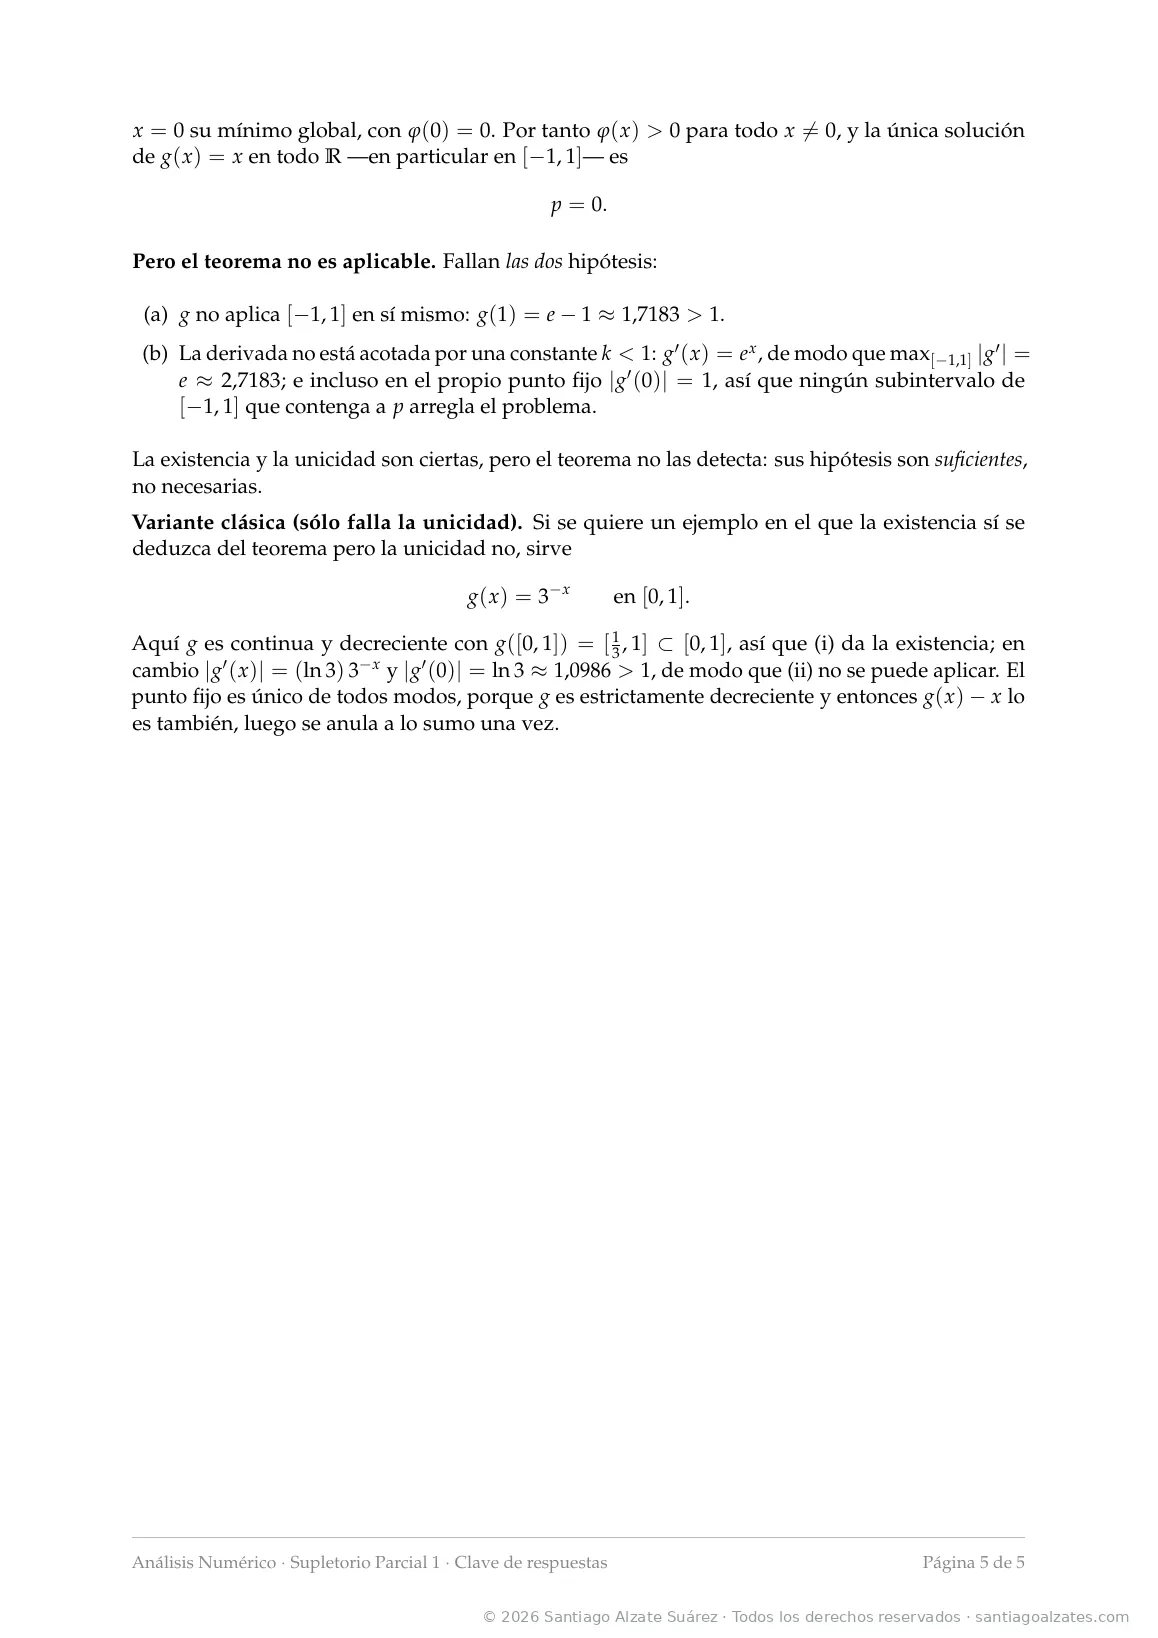 x = 0 su mínimo global, con φ(0) = 0. Por tanto φ(x) > 0 para todo x ≠ 0, y la única solución
de g(x) = x en todo ℝ —en particular en [−1, 1]— es
p = 0.
Pero el teorema no es aplicable. Fallan las dos hipótesis:
(a) g no aplica [−1, 1] en sí mismo: g(1) = e − 1 ≈ 1,7183 > 1.
(b) La derivada no está acotada por una constante k < 1: g′(x) = eˣ, de modo que max_[−1,1] |g′| =
e ≈ 2,7183; e incluso en el propio punto fijo |g′(0)| = 1, así que ningún subintervalo de
[−1, 1] que contenga a p arregla el problema.
La existencia y la unicidad son ciertas, pero el teorema no las detecta: sus hipótesis son suficientes,
no necesarias.
Variante clásica (sólo falla la unicidad). Si se quiere un ejemplo en el que la existencia sí se
deduzca del teorema pero la unicidad no, sirve
g(x) = 3⁻ˣ en [0, 1].
Aquí g es continua y decreciente con g([0, 1]) = [1/3, 1] ⊂ [0, 1], así que (i) da la existencia; en
cambio |g′(x)| = (ln 3) 3⁻ˣ y |g′(0)| = ln 3 ≈ 1,0986 > 1, de modo que (ii) no se puede aplicar. El
punto fijo es único de todos modos, porque g es estrictamente decreciente y entonces g(x) − x lo
es también, luego se anula a lo sumo una vez.
Análisis Numérico · Supletorio Parcial 1 · Clave de respuestas Página 5 de 5
© 2026 Santiago Alzate Suárez · Todos los derechos reservados · santiagoalzates.com